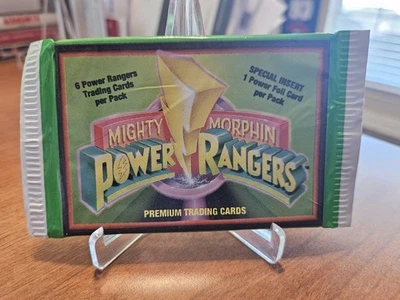 6 Power Rangers
Trading Cards
per Pack
SPECIAL INSERT
1 Power Foil Card
per Pack
MIGHTY MORPHIN
POWER RANGERS
PREMIUM TRADING CARDS